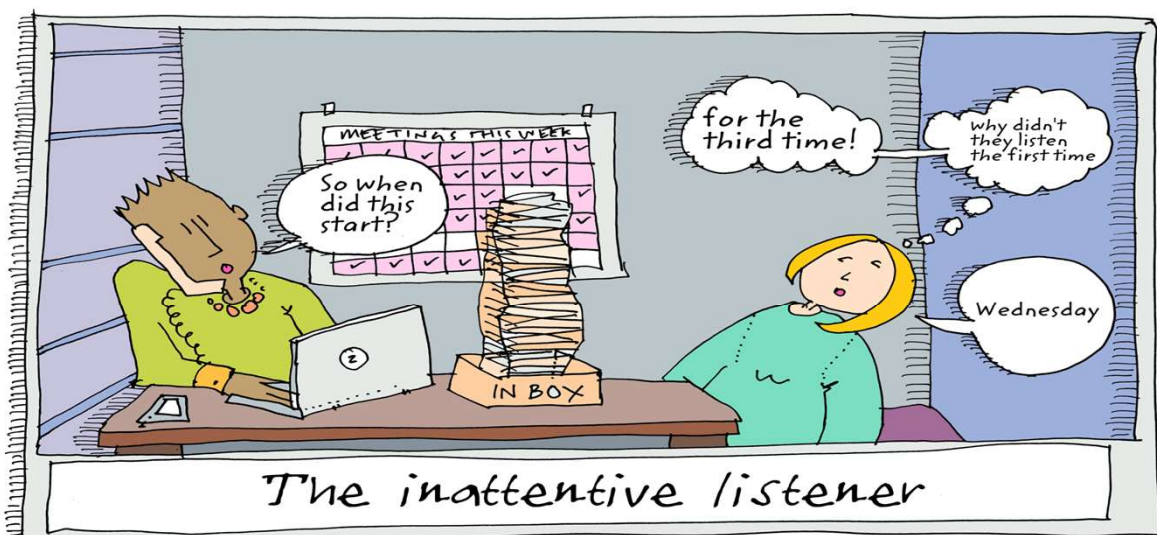 MEETINGS THIS WEEK
So when
did this
start?
for the
third time!
why didn't
they listen
the first time
Wednesday
IN BOX
The inattentive listener